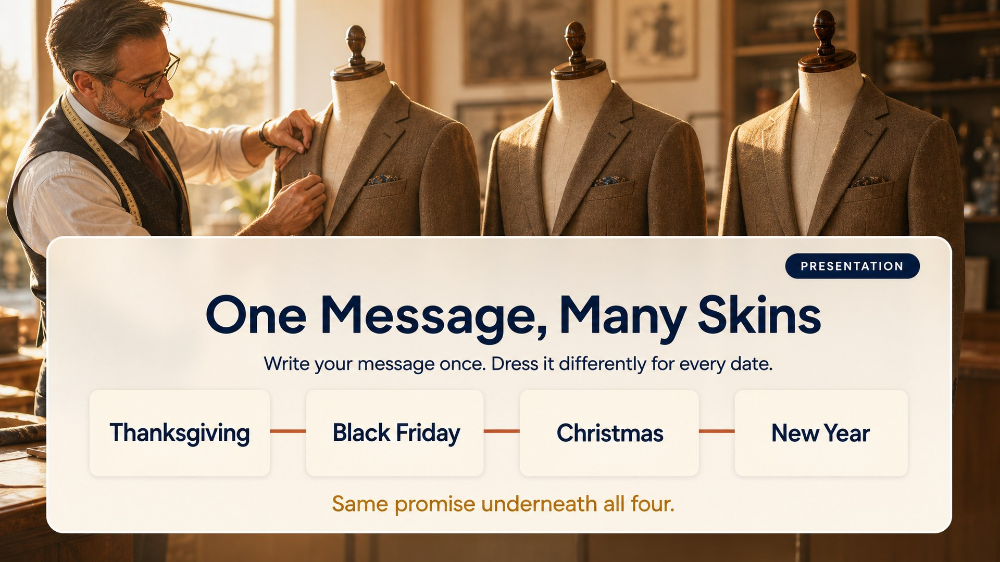 PRESENTATION
One Message, Many Skins
Write your message once. Dress it differently for every date.
Thanksgiving
Black Friday
Christmas
New Year
Same promise underneath all four.